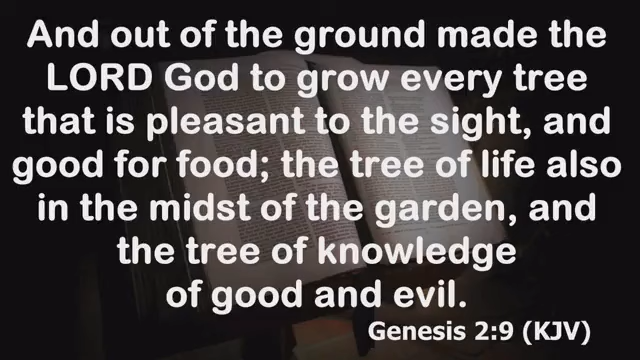 And out of the ground made the
LORD God to grow every tree
that is pleasant to the sight, and
good for food; the tree of life also
in the midst of the garden, and
the tree of knowledge
of good and evil.
Genesis 2:9 (KJV)